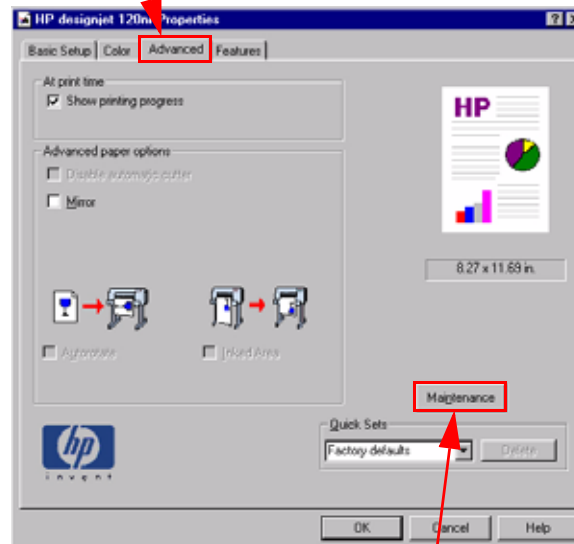 HP designjet 120nr Properties
Basic Setup
Color
Advanced
Features
At print time
Show printing progress
HP
Advanced paper options
Disable automatic cutter
Mirror
8.27 x 11.69 in.
Autorotate
Inked Area
Maintenance
Quick Sets
Factory defaults
Delete
hp
invent
OK
Cancel
Help